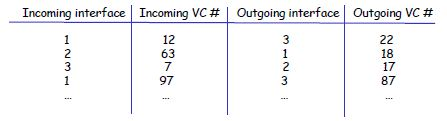 Incoming interface Incoming VC # Outgoing interface Outgoing VC #
1 12 3 22
2 63 1 18
3 7 2 17
1 97 3 87
... ... ... ...